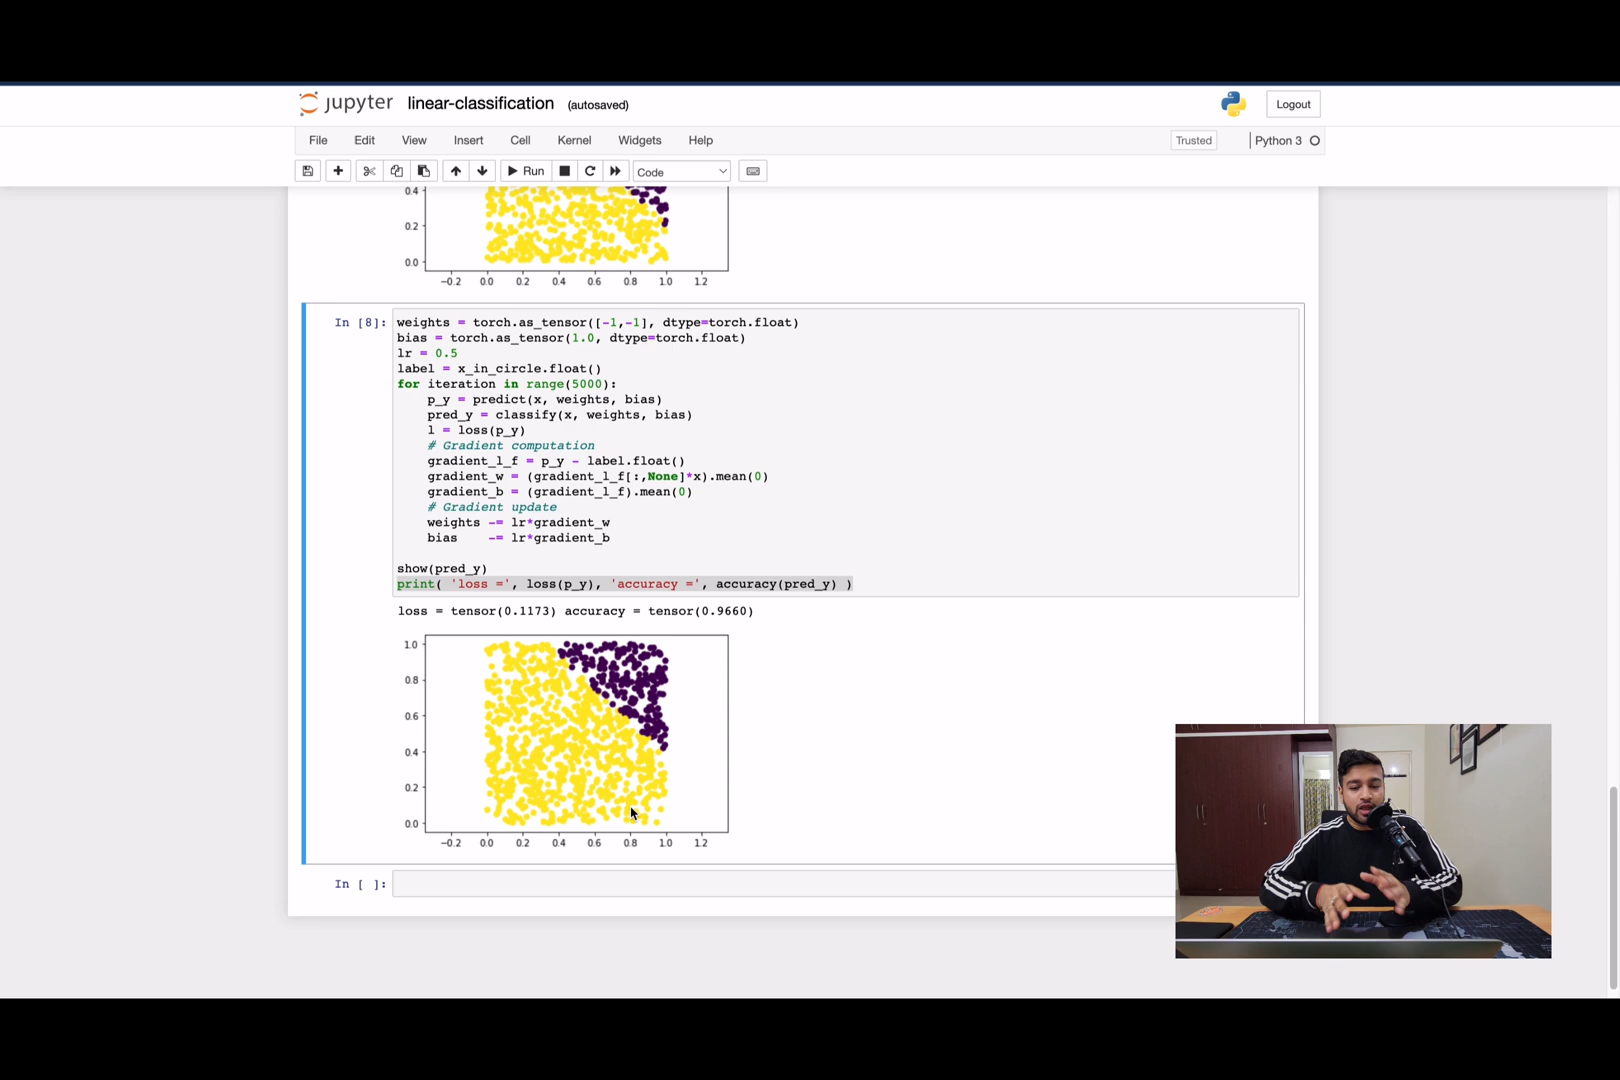 jupyter linear-classification (autosaved) Logout
File Edit View Insert Cell Kernel Widgets Help Trusted Python 3
Run Code
0.4
0.2
0.0
−0.2 0.0 0.2 0.4 0.6 0.8 1.0 1.2
In [8]: weights = torch.as_tensor([-1,-1], dtype=torch.float)
bias = torch.as_tensor(1.0, dtype=torch.float)
lr = 0.5
label = x_in_circle.float()
for iteration in range(5000):
p_y = predict(x, weights, bias)
pred_y = classify(x, weights, bias)
l = loss(p_y)
# Gradient computation
gradient_l_f = p_y - label.float()
gradient_w = (gradient_l_f[:,None]*x).mean(0)
gradient_b = (gradient_l_f).mean(0)
# Gradient update
weights -= lr*gradient_w
bias -= lr*gradient_b
show(pred_y)
print( 'loss =', loss(p_y), 'accuracy =', accuracy(pred_y) )
loss = tensor(0.1173) accuracy = tensor(0.9660)
1.0
0.8
0.6
0.4
0.2
0.0
−0.2 0.0 0.2 0.4 0.6 0.8 1.0 1.2
In [ ]: